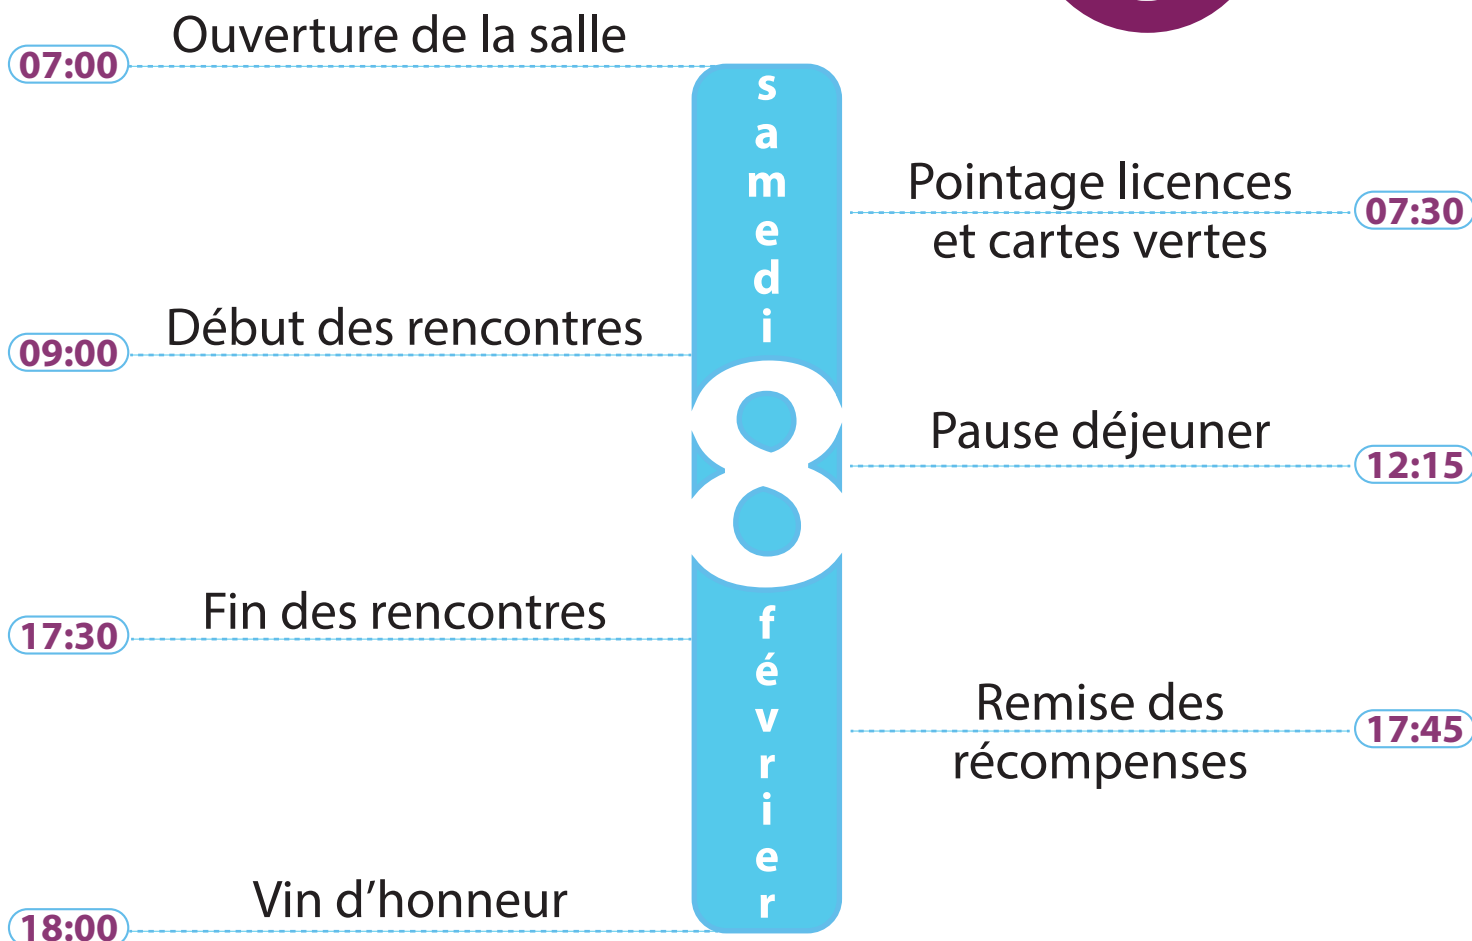 Ouverture de la salle
07:00
Pointage licences
et cartes vertes
07:30
Début des rencontres
09:00
Pause déjeuner
12:15
Fin des rencontres
17:30
Remise des
récompenses
17:45
Vin d’honneur
18:00
samedi
8
février